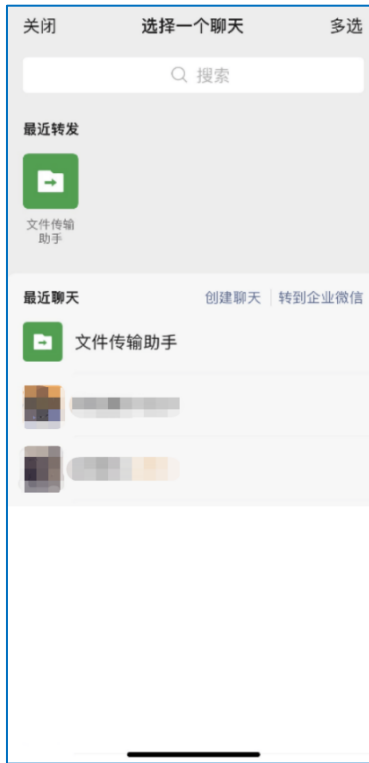 关闭 选择一个聊天 多选
搜索
最近转发
文件传输
助手
最近聊天 创建聊天 转到企业微信
文件传输助手